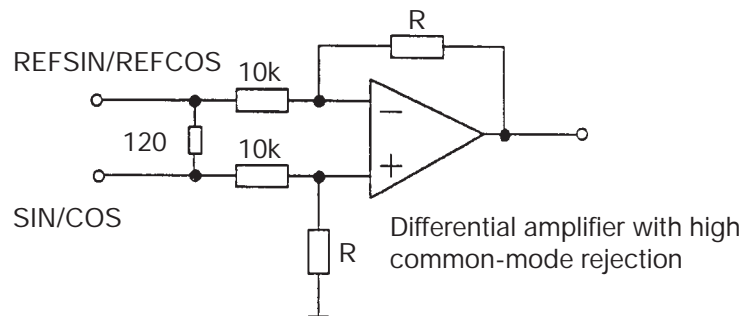 R
REFSIN/REFCOS
10k
−
120
10k
+
SIN/COS
R
Differential amplifier with high
common-mode rejection